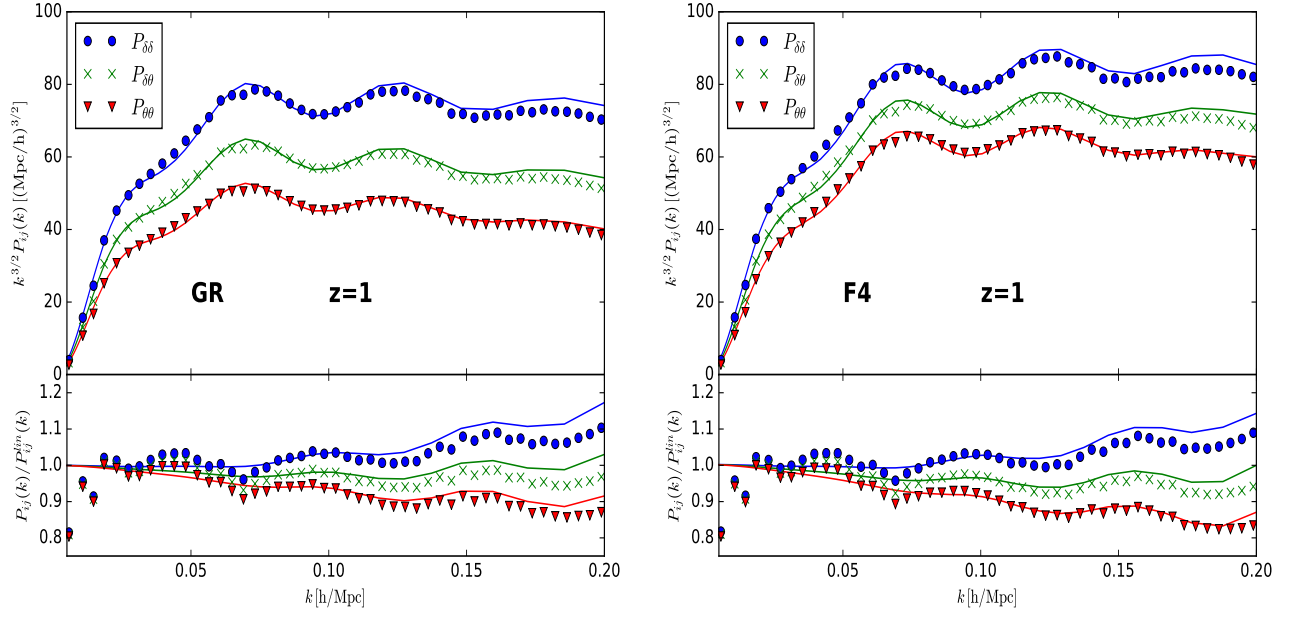 100
80
60
40
20
0
k^{3/2}P_{ij}(k) [(Mpc/h)^{3/2}]
P_{δδ}
P_{δθ}
P_{θθ}
GR z=1
1.2
1.1
1.0
0.9
0.8
P_{ij}(k)/P_{ij}^{lin}(k)
0.05 0.10 0.15 0.20
k [h/Mpc]
100
80
60
40
20
0
k^{3/2}P_{ij}(k) [(Mpc/h)^{3/2}]
P_{δδ}
P_{δθ}
P_{θθ}
F4 z=1
1.2
1.1
1.0
0.9
0.8
P_{ij}(k)/P_{ij}^{lin}(k)
0.05 0.10 0.15 0.20
k [h/Mpc]